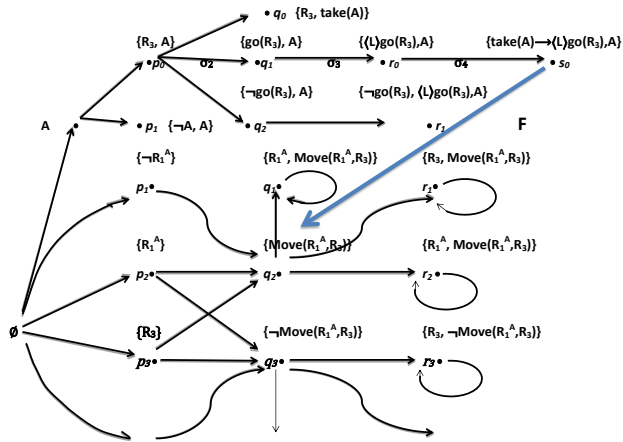 q₀ {R₃, take(A)}
{R₃, A} {go(R₃), A} {⟨L⟩go(R₃),A} {take(A)→⟨L⟩go(R₃),A}
p₀ σ₂ q₁ σ₃ r₀ σ₄ s₀
{¬go(R₃), A} {¬go(R₃), ⟨L⟩go(R₃),A}
A p₁ {¬A, A} q₂ r₁ F
{¬R₁ᴬ} {R₁ᴬ, Move(R₁ᴬ,R₃)} {R₃, Move(R₁ᴬ,R₃)}
p₁ q₁ r₁
{R₁ᴬ} {Move(R₁ᴬ,R₃)} {R₁ᴬ, Move(R₁ᴬ,R₃)}
p₂ q₂ r₂
Ø {R₃} {¬Move(R₁ᴬ,R₃)} {R₃, ¬Move(R₁ᴬ,R₃)}
p₃ q₃ r₃